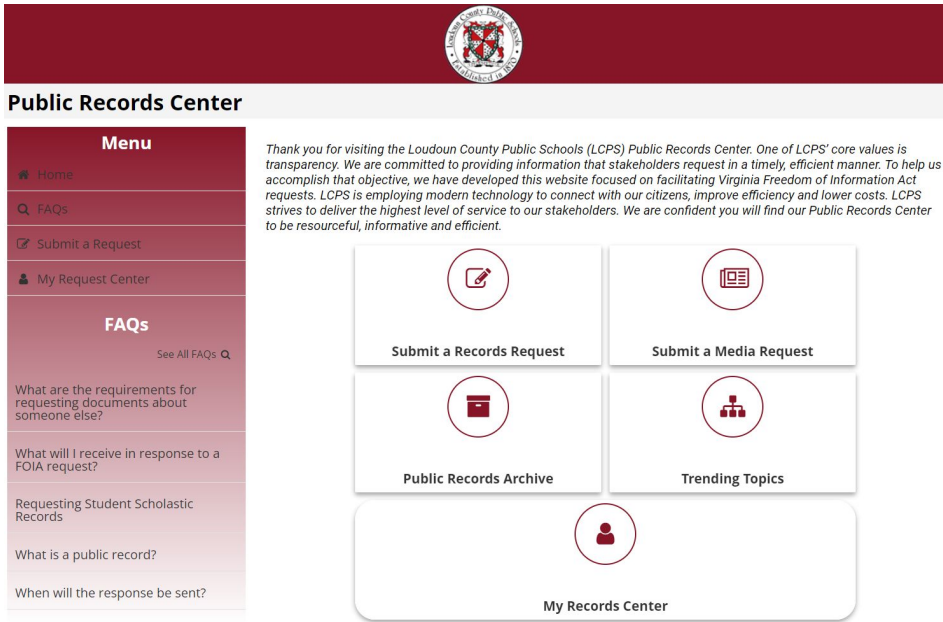 Loudoun County Public Schools
Established in 1870
Public Records Center
Menu
Home
FAQs
Submit a Request
My Request Center
FAQs
See All FAQs
What are the requirements for
requesting documents about
someone else?
What will I receive in response to a
FOIA request?
Requesting Student Scholastic
Records
What is a public record?
When will the response be sent?
Thank you for visiting the Loudoun County Public Schools (LCPS) Public Records Center. One of LCPS' core values is
transparency. We are committed to providing information that stakeholders request in a timely, efficient manner. To help us
accomplish that objective, we have developed this website focused on facilitating Virginia Freedom of Information Act
requests. LCPS is employing modern technology to connect with our citizens, improve efficiency and lower costs. LCPS
strives to deliver the highest level of service to our stakeholders. We are confident you will find our Public Records Center
to be resourceful, informative and efficient.
Submit a Records Request
Submit a Media Request
Public Records Archive
Trending Topics
My Records Center